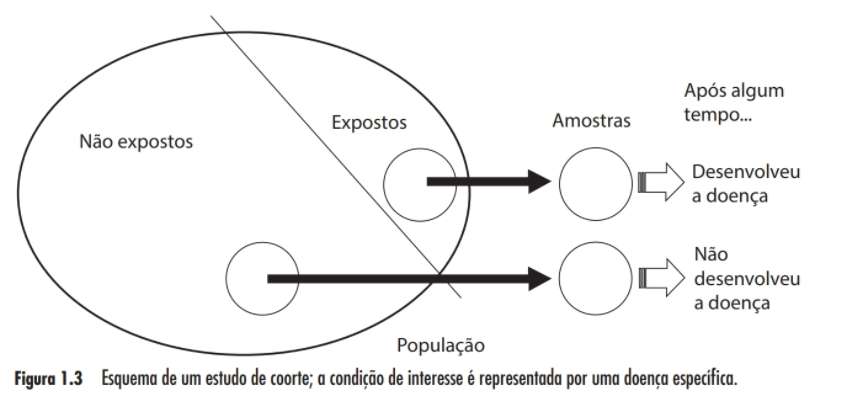 Não expostos
Expostos
Amostras
Após algum
tempo...
Desenvolveu
a doença
Não
desenvolveu
a doença
População
Figura 1.3 Esquema de um estudo de coorte; a condição de interesse é representada por uma doença específica.